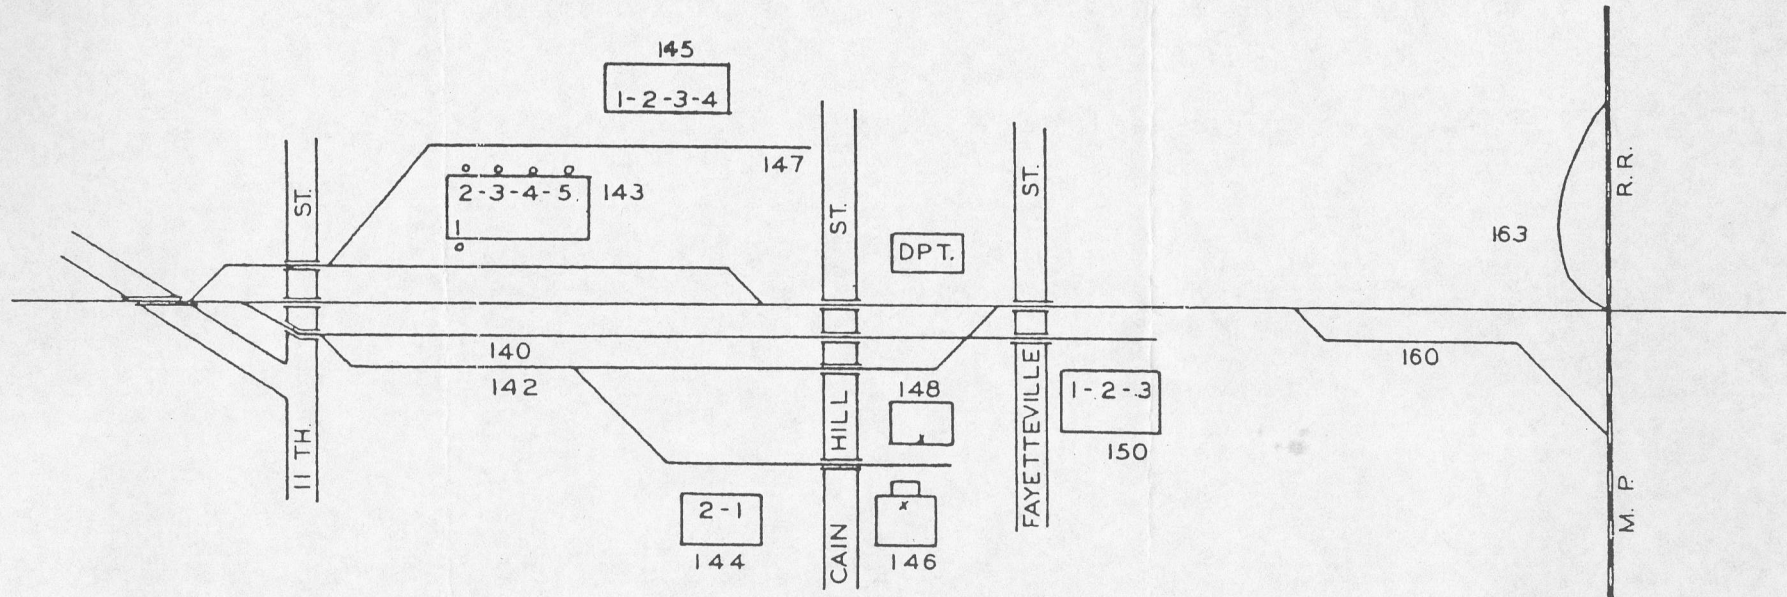 145
1-2-3-4
147
2-3-4-5.
143
1
11 TH. ST.
CAIN HILL ST.
DPT.
FAYETTEVILLE ST.
163
M. P. R. R.
140
142
148
x
1-2-3
150
160
2-1
144
x
146